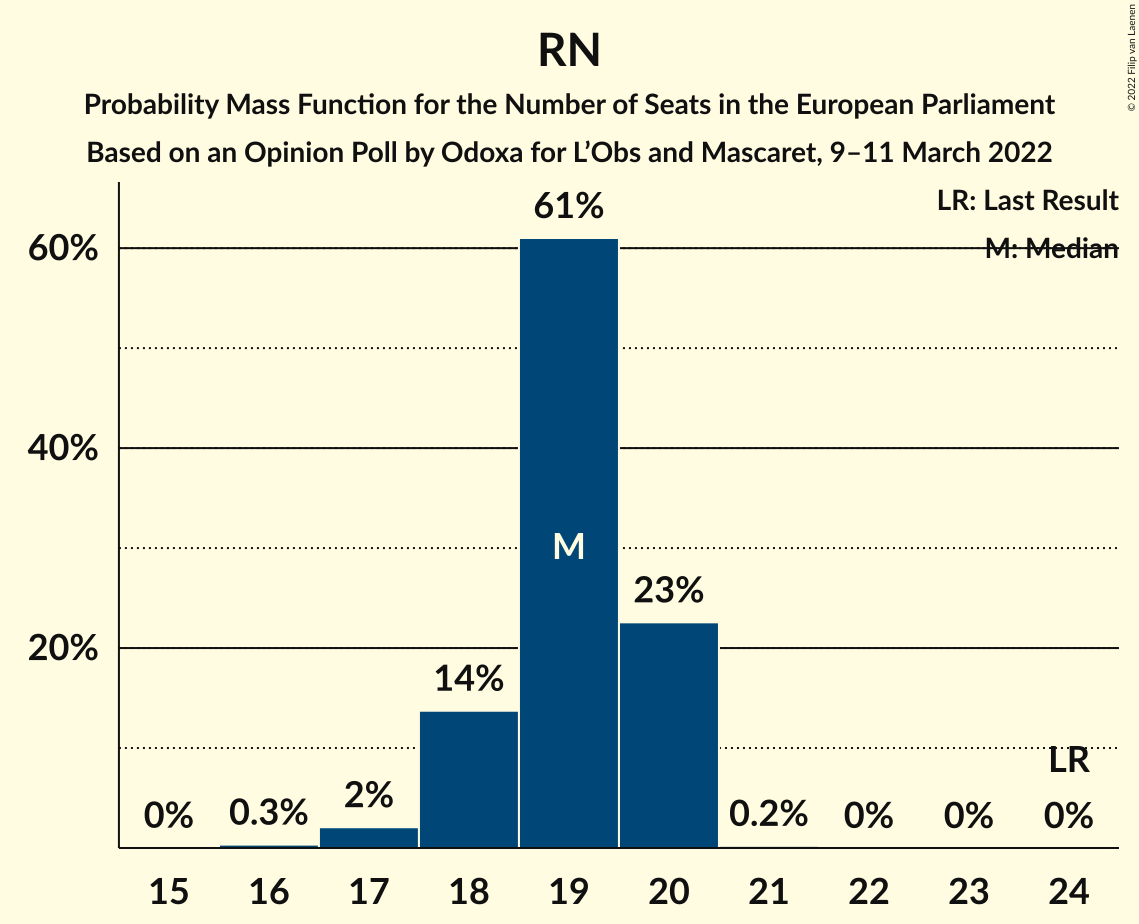 RN
Probability Mass Function for the Number of Seats in the European Parliament
Based on an Opinion Poll by Odoxa for L’Obs and Mascaret, 9–11 March 2022
© 2022 Filip van Laenen
LR: Last Result
M: Median
60%
40%
20%
0%
0.3%
2%
14%
61%
M
23%
0.2%
0%
0%
LR
0%
15 16 17 18 19 20 21 22 23 24